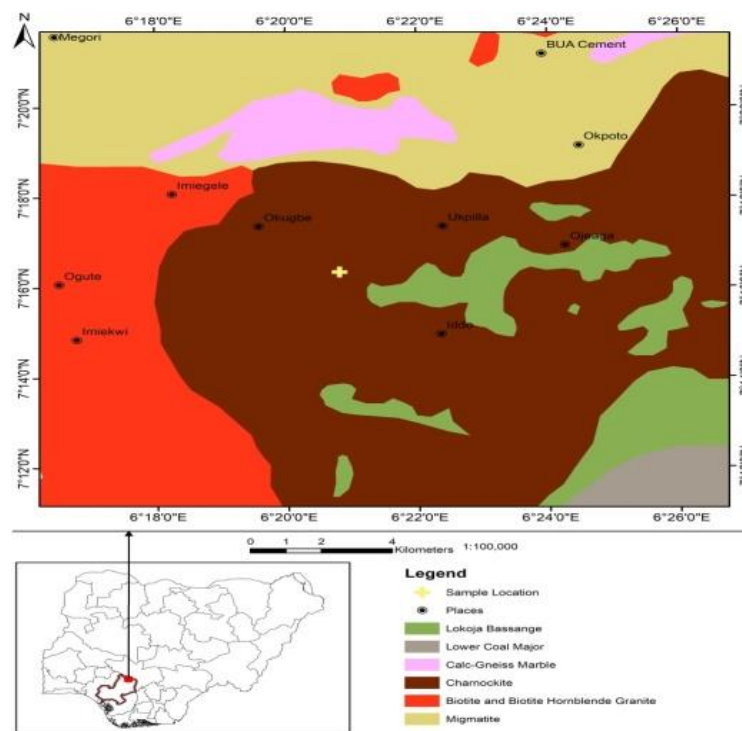 N
6°18'0"E 6°20'0"E 6°22'0"E 6°24'0"E 6°26'0"E
Megori
BUA Cement
7°20'0"N
Okpoto
7°18'0"N
Imiegele
Okugbe
Ukpilla
Ojeaga
7°16'0"N
Ogute
Imiekwi
7°14'0"N
7°12'0"N
6°18'0"E 6°20'0"E 6°22'0"E 6°24'0"E 6°26'0"E
0 1 2 4
Kilometers 1:100,000
Legend
Sample Location
Places
Lokoja Bassange
Lower Coal Major
Calc-Gneiss Marble
Charnockite
Biotite and Biotite Hornblende Granite
Migmatite